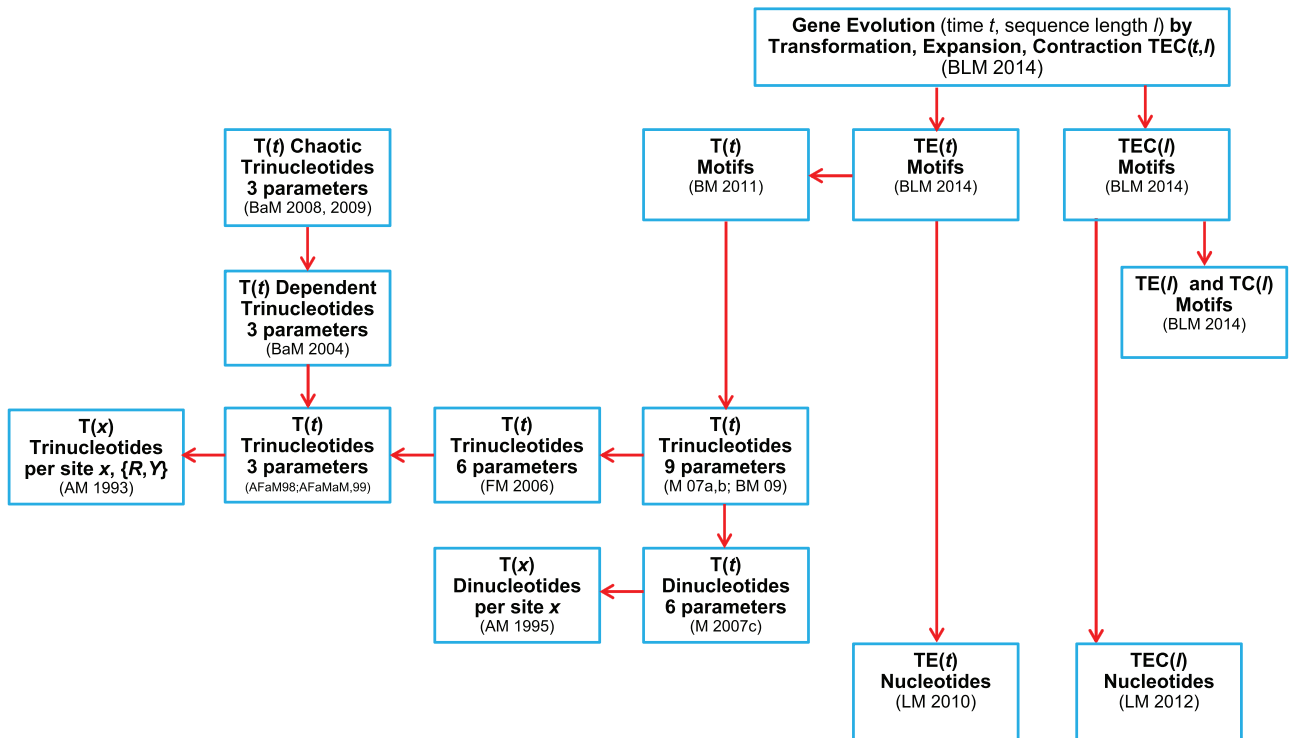 Gene Evolution (time t, sequence length l) by
Transformation, Expansion, Contraction TEC(t,l)
(BLM 2014)
T(t) Chaotic
Trinucleotides
3 parameters
(BaM 2008, 2009)
T(t)
Motifs
(BM 2011)
TE(t)
Motifs
(BLM 2014)
TEC(l)
Motifs
(BLM 2014)
T(t) Dependent
Trinucleotides
3 parameters
(BaM 2004)
TE(l) and TC(l)
Motifs
(BLM 2014)
T(x)
Trinucleotides
per site x, {R,Y}
(AM 1993)
T(t)
Trinucleotides
3 parameters
(AFaM98;AFaMaM,99)
T(t)
Trinucleotides
6 parameters
(FM 2006)
T(t)
Trinucleotides
9 parameters
(M 07a,b; BM 09)
T(x)
Dinucleotides
per site x
(AM 1995)
T(t)
Dinucleotides
6 parameters
(M 2007c)
TE(t)
Nucleotides
(LM 2010)
TEC(l)
Nucleotides
(LM 2012)